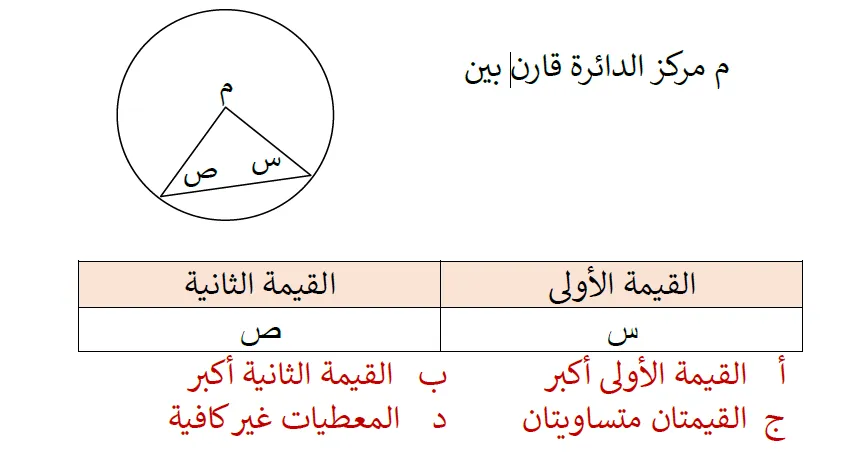 م مركز الدائرة قارن بين
م
س ص
القيمة الأولى القيمة الثانية
س ص
أ القيمة الأولى أكبر ب القيمة الثانية أكبر
ج القيمتان متساويتان د المعطيات غير كافية